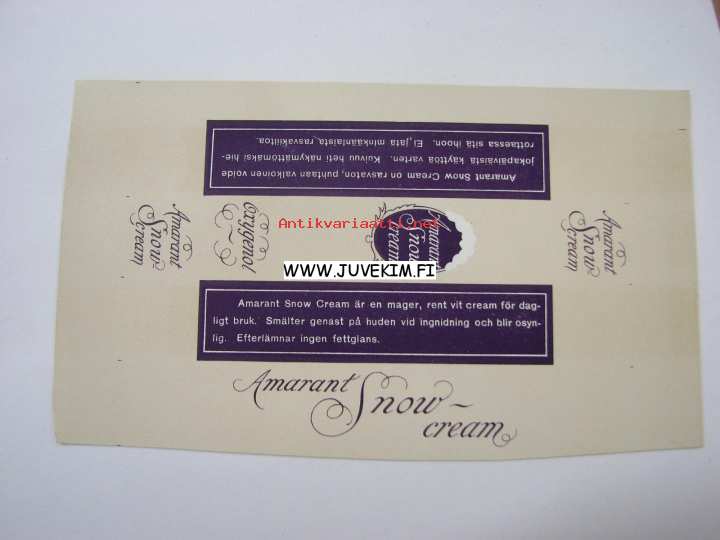 Amarant Snow Cream on rasvaton, puhtaan valkoinen voide
jokapäiväistä käyttöä varten. Kuivuu heti näkymättömäksi hie-
rottaessa sitä ihoon. Ei jätä minkäänlaista rasvakiiltoa.
Amarant
Snow
cream
Oxygenol
Antikvariaatti.net
Amarant
Snow
cream
Amarant
Snow
cream
WWW.JUVEKIM.FI
Amarant Snow Cream är en mager, rent vit cream för dag-
ligt bruk. Smälter genast på huden vid ingnidning och blir osyn-
lig. Efterlämnar ingen fettglans.
Amarant Snow-
cream